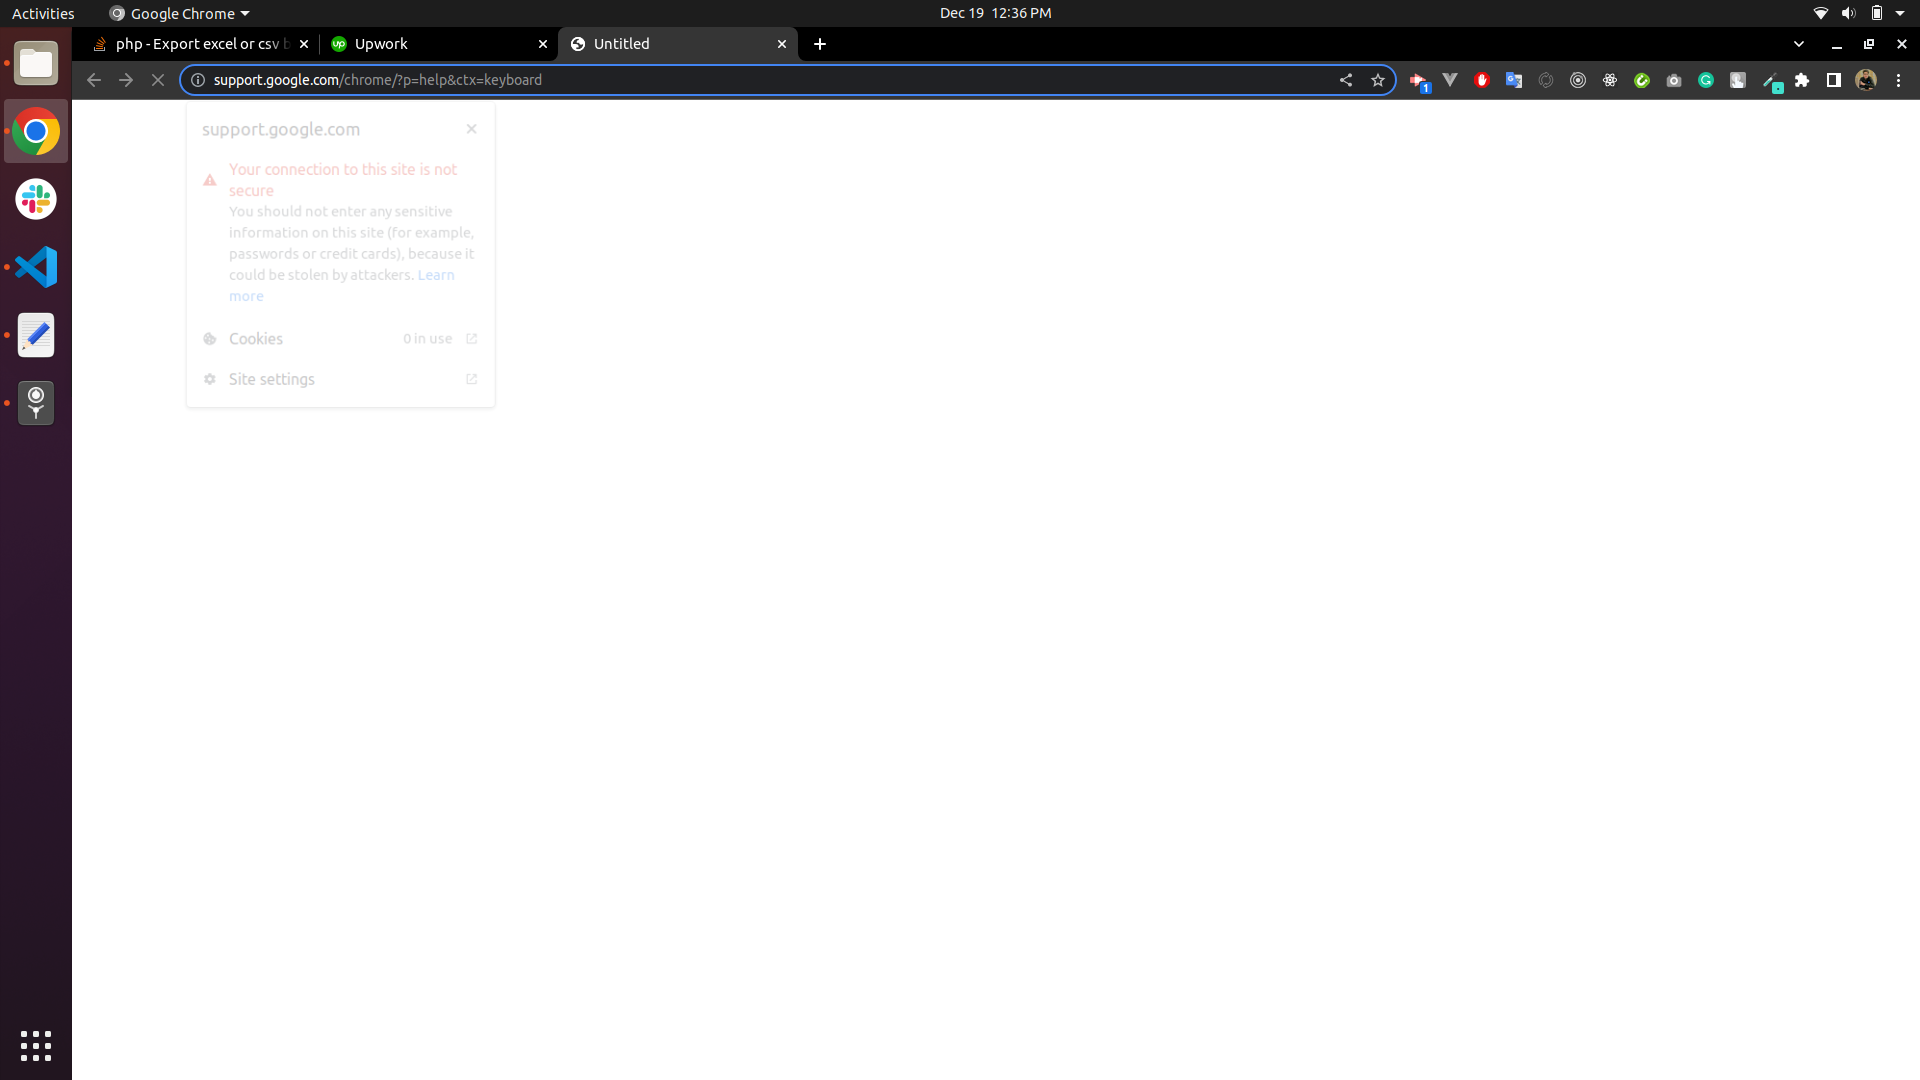 Activities
Google Chrome
Dec 19 12:36 PM
php - Export excel or csv b
Upwork
Untitled
support.google.com/chrome/?p=help&ctx=keyboard
1
support.google.com
Your connection to this site is not
secure
You should not enter any sensitive
information on this site (for example,
passwords or credit cards), because it
could be stolen by attackers. Learn
more
Cookies
0 in use
Site settings